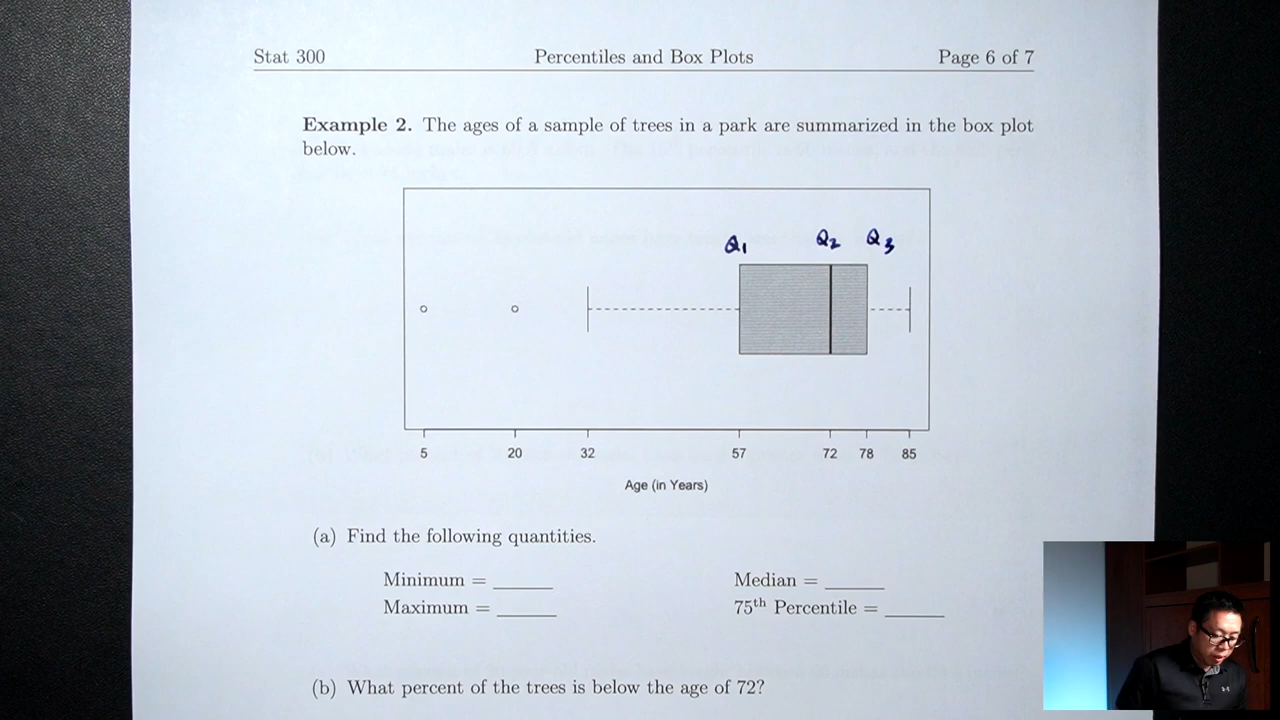 Stat 300 Percentiles and Box Plots Page 6 of 7
Example 2. The ages of a sample of trees in a park are summarized in the box plot
below.
Q1 Q2 Q3
5 20 32 57 72 78 85
Age (in Years)
(a) Find the following quantities.
Minimum = ______ Median = ______
Maximum = ______ 75th Percentile = ______
(b) What percent of the trees is below the age of 72?